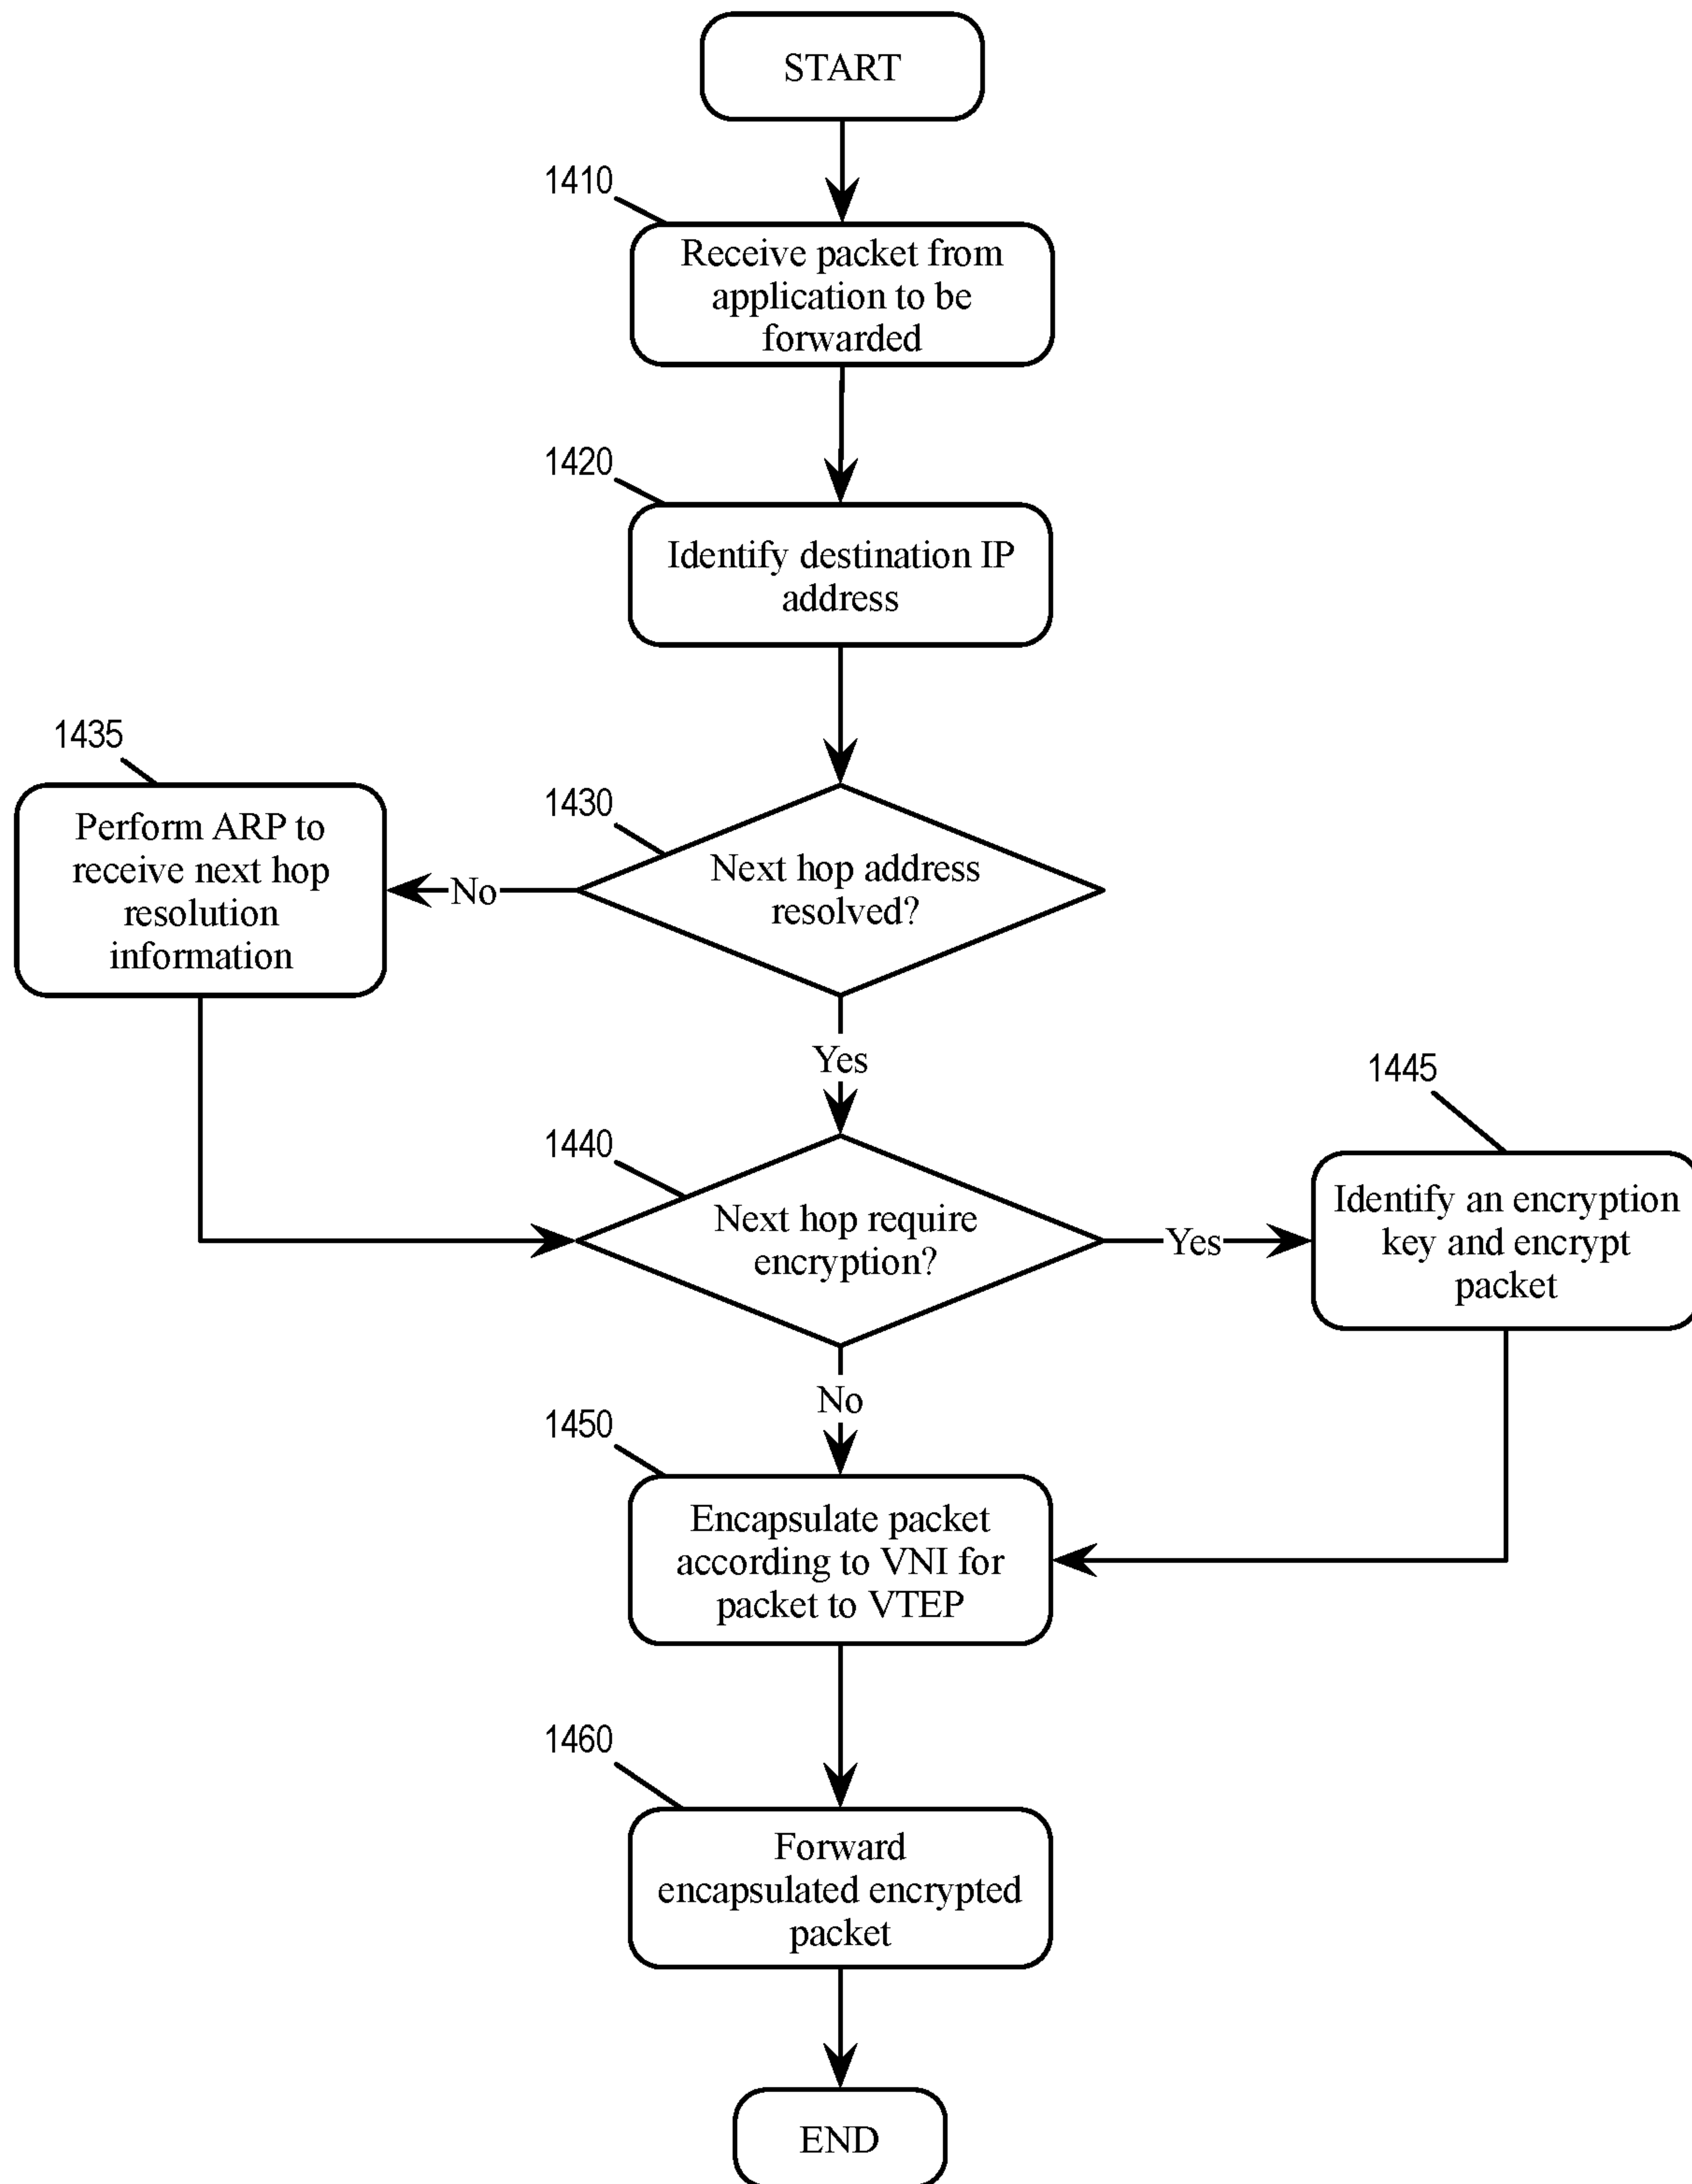 START
1410
Receive packet from
application to be
forwarded
1420
Identify destination IP
address
1435
Perform ARP to
receive next hop
resolution
information
1430
Next hop address
resolved?
No
Yes
1440
Next hop require
encryption?
Yes
1445
Identify an encryption
key and encrypt
packet
No
1450
Encapsulate packet
according to VNI for
packet to VTEP
1460
Forward
encapsulated encrypted
packet
END